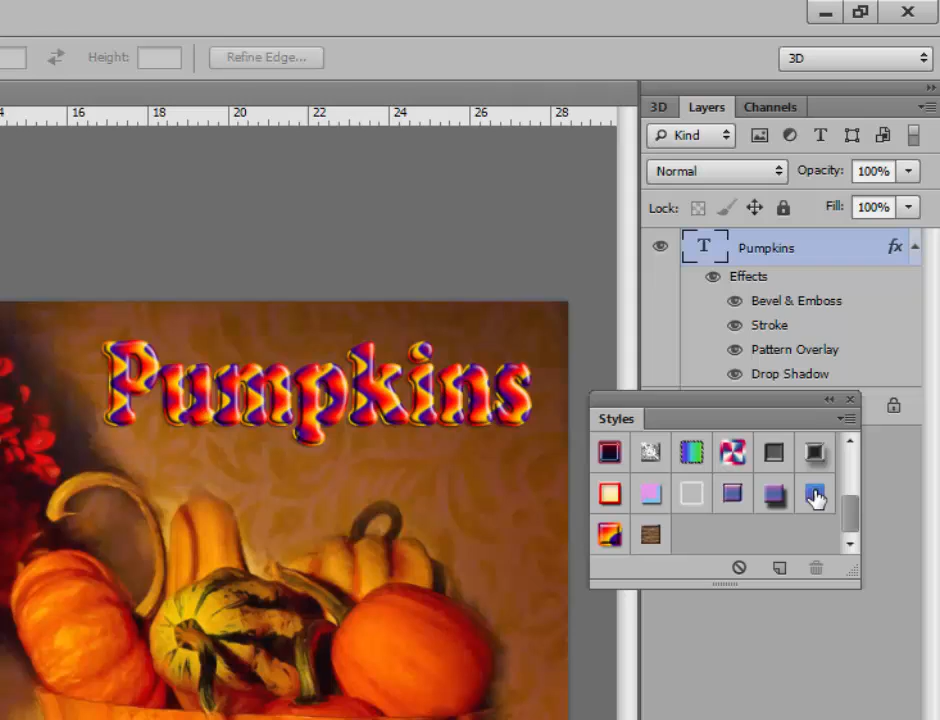 Height:
Refine Edge...
3D
16 18 20 22 24 26 28
3D Layers Channels
Kind T
Normal Opacity: 100%
Lock: Fill: 100%
T Pumpkins fx
Effects
Bevel & Emboss
Stroke
Pattern Overlay
Drop Shadow
Pumpkins
Styles